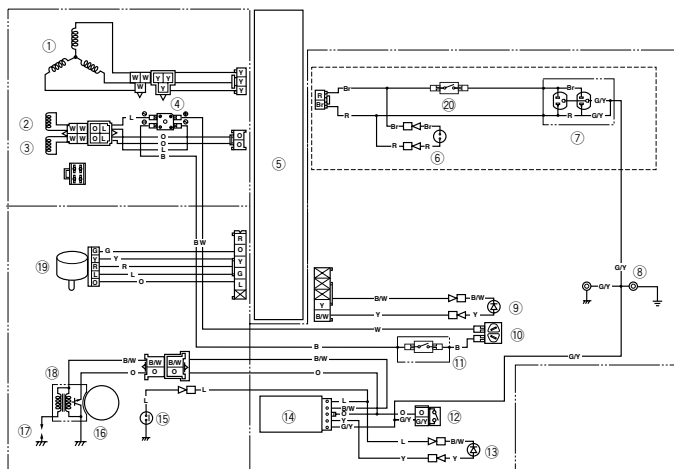 ①
W W Y Y Y
W Y Y
Y
④
L
② W W O L
③ W W O L
O
O
L
B
O
O
⑤
R
Br
Br
R
⑳
Br Br
R R
⑥
Br
R
G/Y
G/Y
⑦
B W
G/Y
⑧
G/Y
⑲
G G
Y Y
R R
L L
O O
R
O
Y
G
L
Y
B/W
B/W B/W
Y Y
⑨
W
⑩
B B
⑪
G/Y
⑱
B/W
O
B/W B/W
O O
B/W
O
L
L
⑮
⑰
⑯
⑭
L
B/W
O
Y
G/Y
O O
G/Y
⑫
L B/W
Y Y
⑬